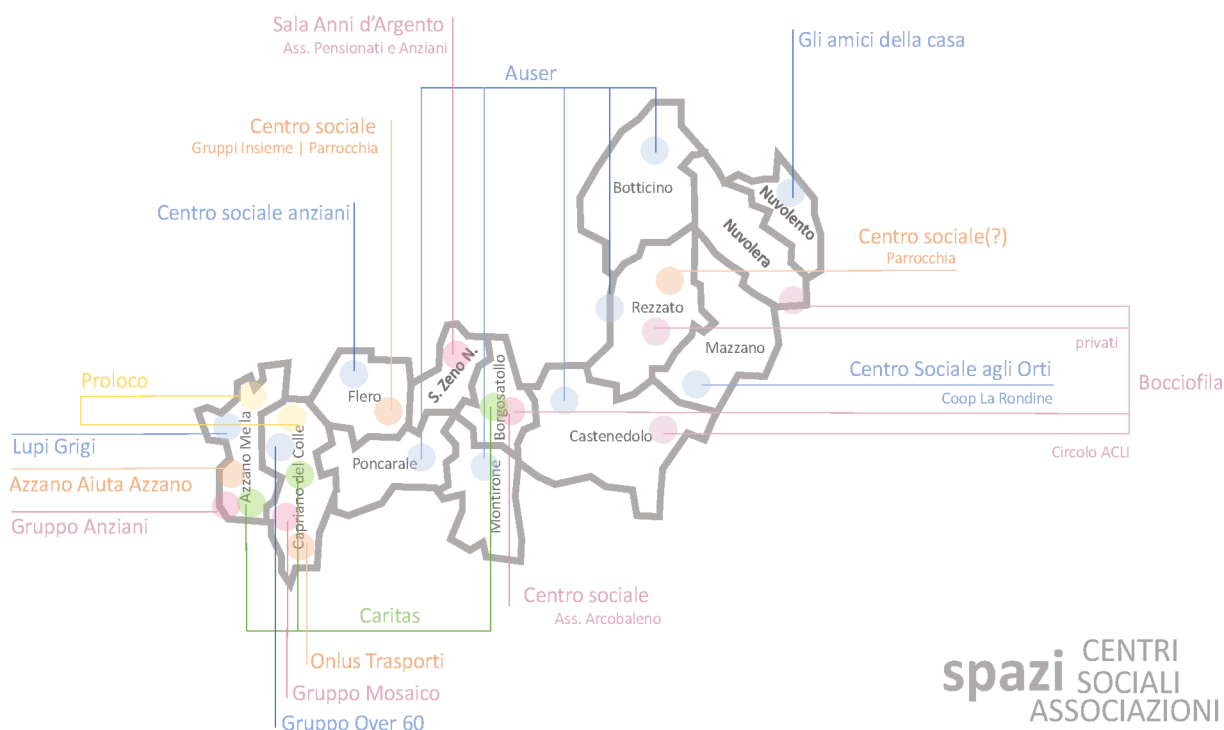 Sala Anni d'Argento
Ass. Pensionati e Anziani
Gli amici della casa
Auser
Centro sociale
Gruppi Insieme | Parrocchia
Botticino
Nuvolento
Centro sociale anziani
Nuvolera
Centro sociale(?)
Parrocchia
Rezzato
Mazzano
privati
S. Zeno N.
Borgosatollo
Centro Sociale agli Orti
Coop La Rondine
Bocciofila
Proloco
Flero
Castenedolo
Circolo ACLI
Lupi Grigi
Azzano Mella
Capriano del Colle
Poncarale
Montirone
Azzano Aiuta Azzano
Gruppo Anziani
Centro sociale
Ass. Arcobaleno
Caritas
Onlus Trasporti
Gruppo Mosaico
Gruppo Over 60
spazi CENTRI
SOCIALI
ASSOCIAZIONI